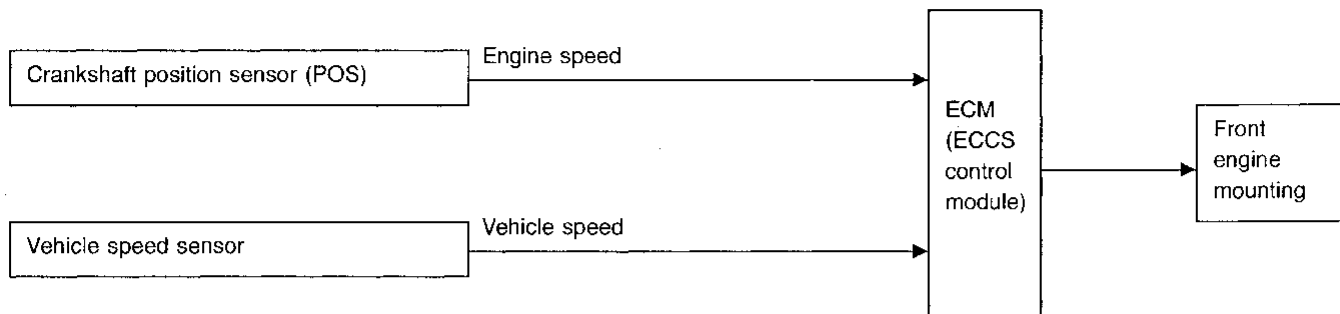 Crankshaft position sensor (POS)
Engine speed
Vehicle speed sensor
Vehicle speed
ECM
(ECCS
control
module)
Front
engine
mounting